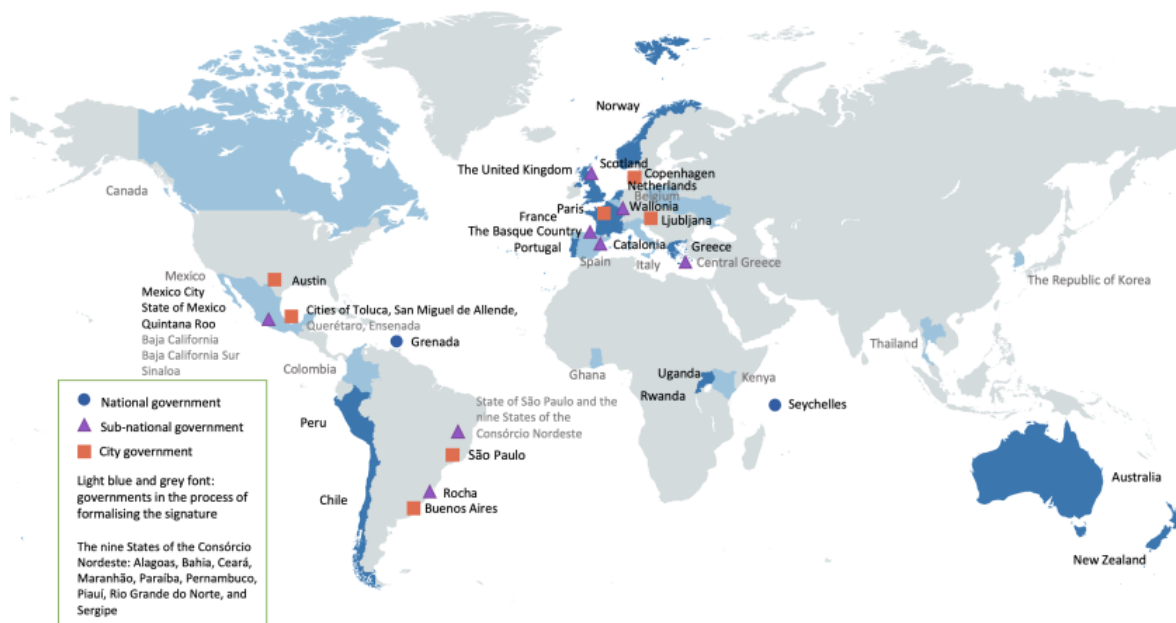 Norway
Scotland
The United Kingdom
Copenhagen
Netherlands
Belgium
Canada
Paris
Wallonia
France
Ljubljana
The Basque Country
Portugal
Catalonia
Greece
Spain
Italy
Central Greece
Mexico
Austin
The Republic of Korea
Mexico City
State of Mexico
Quintana Roo
Baja California
Baja California Sur
Sinaloa
Cities of Toluca, San Miguel de Allende,
Querétaro, Ensenada
Grenada
Thailand
Colombia
Ghana
Uganda
Kenya
Rwanda
Seychelles
National government
Sub-national government
City government
Light blue and grey font:
governments in the process of
formalising the signature
The nine States of the Consórcio
Nordeste: Alagoas, Bahia, Ceará,
Maranhão, Paraíba, Pernambuco,
Piauí, Rio Grande do Norte, and
Sergipe
State of São Paulo and the
nine States of the
Consórcio Nordeste
Peru
São Paulo
Chile
Rocha
Buenos Aires
Australia
New Zealand